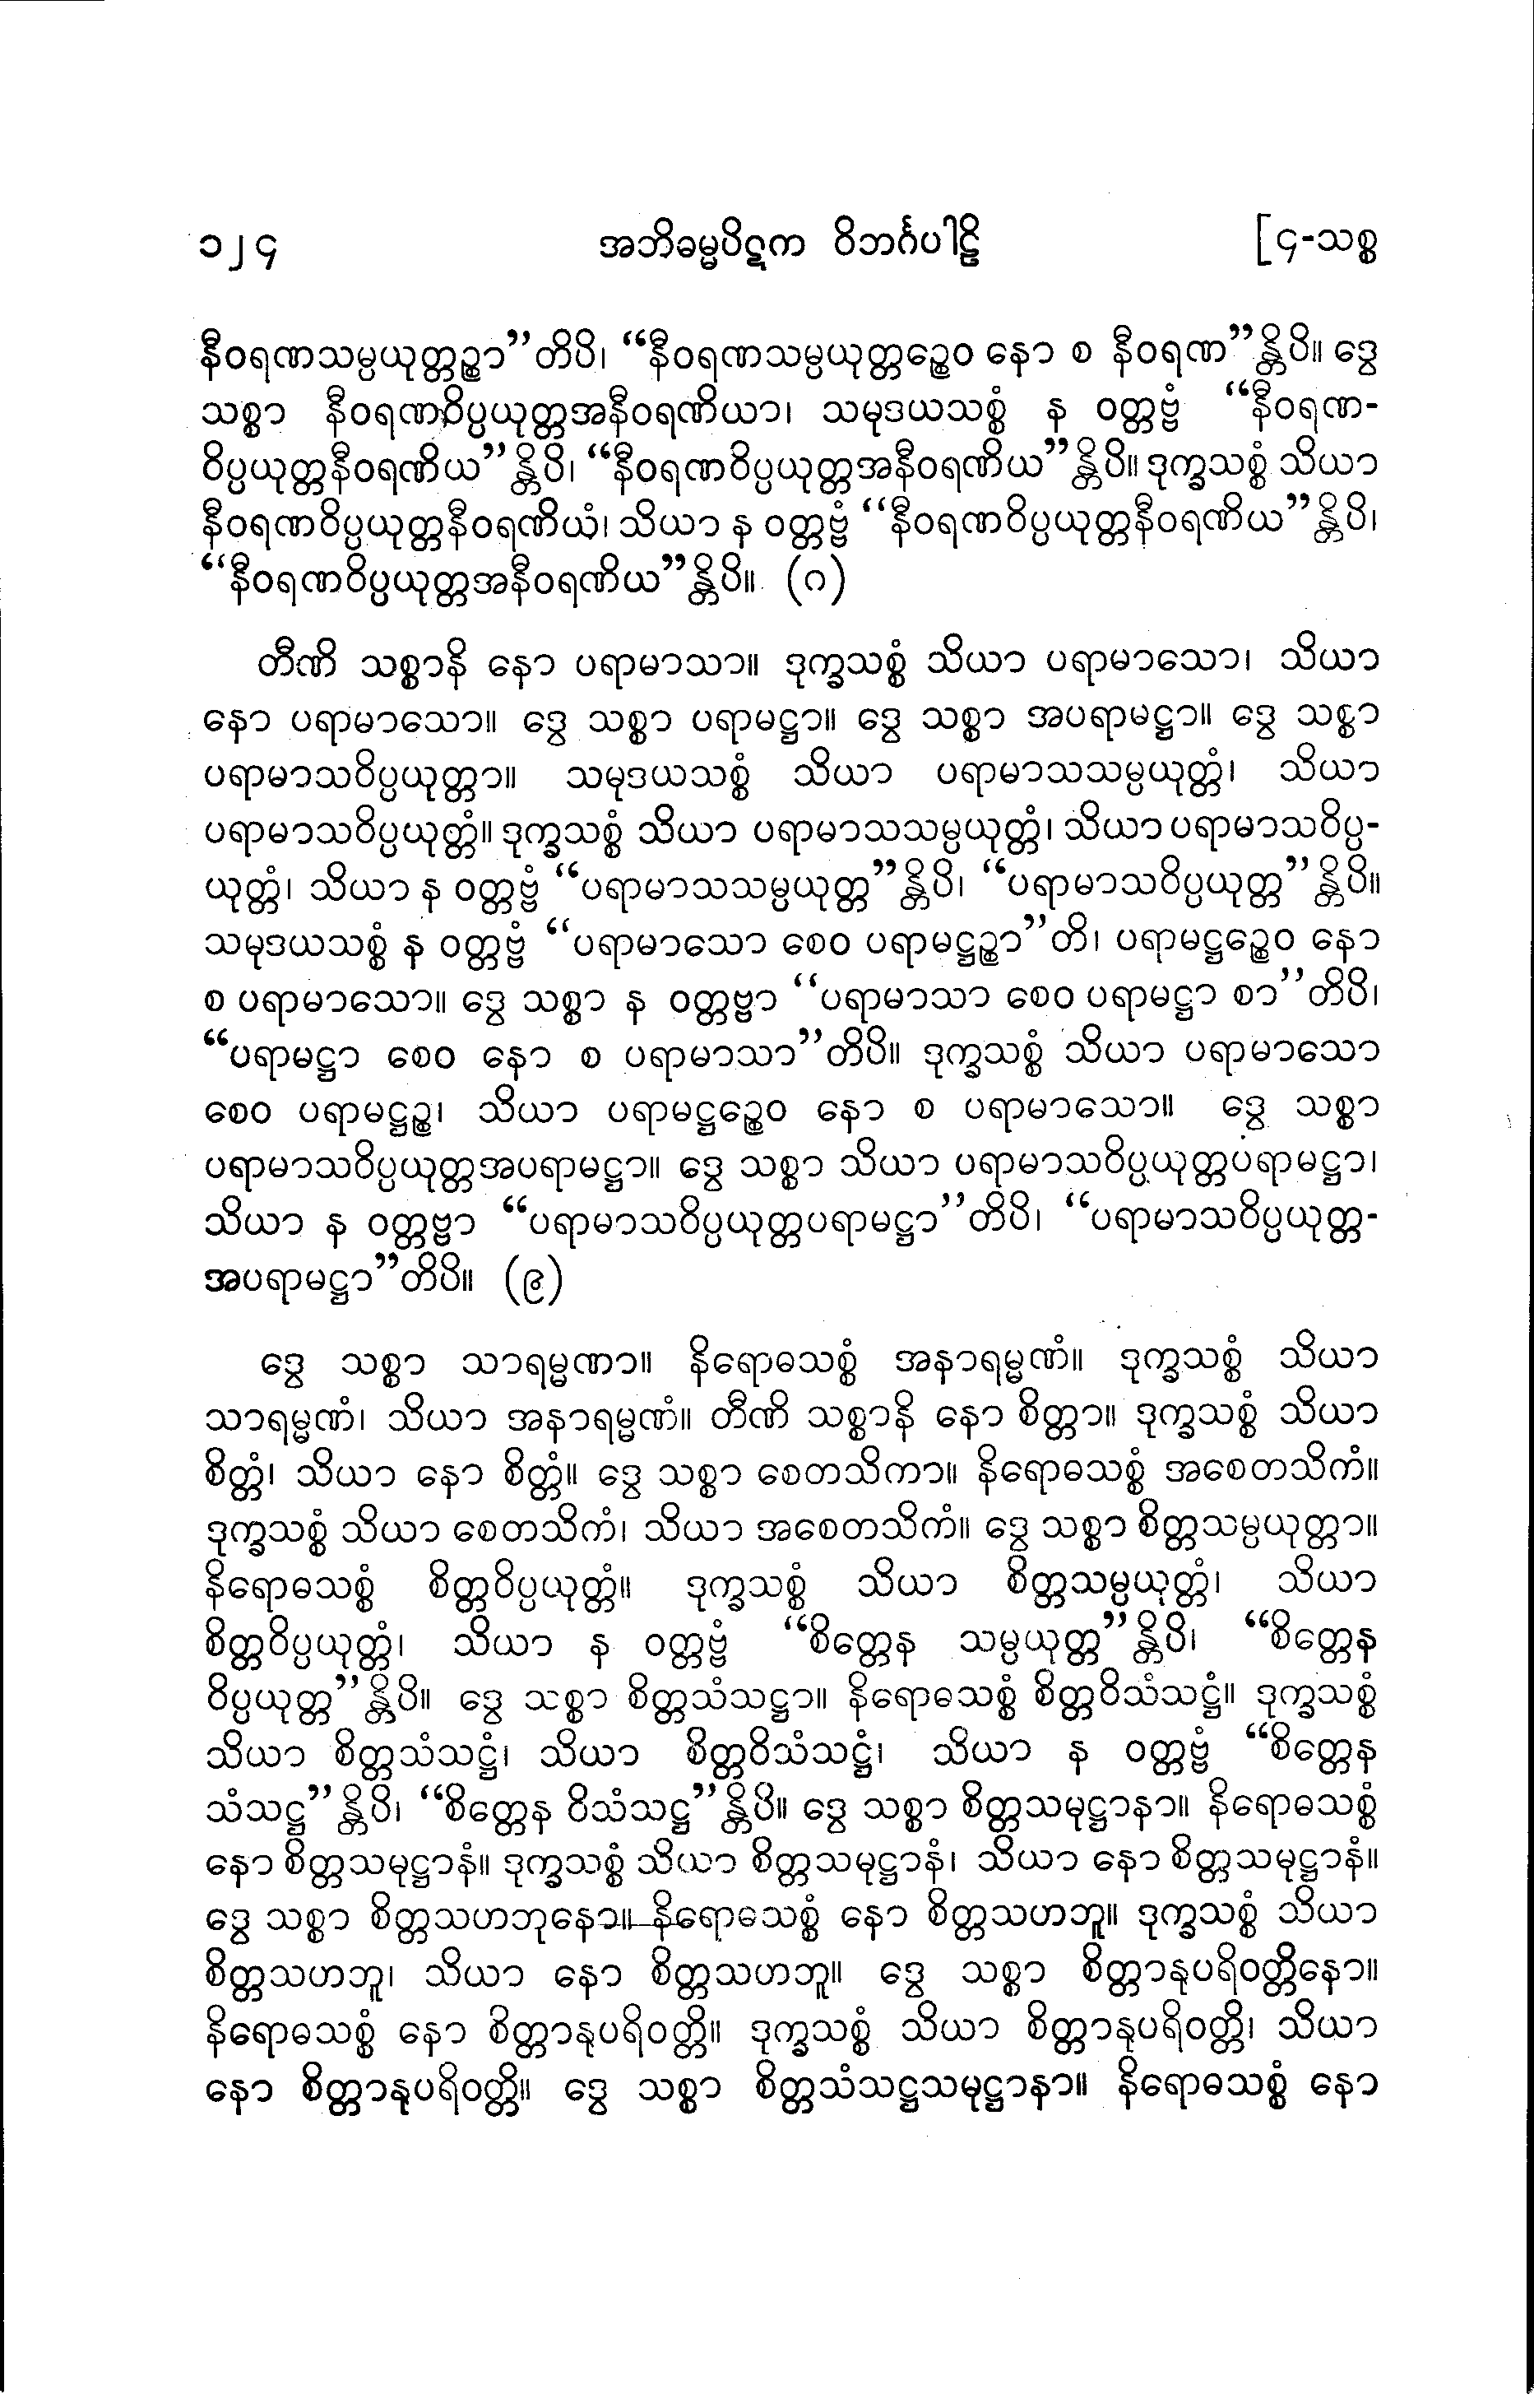 ၁၂၄ အဘိဓမ္မပိဋက ဝိဘင်္ဂပါဠိ [၄-သစ္စ
နီဝရဏသမ္ပယုတ္တဉ္စာ”တိပိ၊ “နီဝရဏသမ္ပယုတ္တဉ္စေဝ နော စ နီဝရဏ”န္တိပိ။ ဒွေ
သစ္စာ နီဝရဏဝိပ္ပယုတ္တအနီဝရဏိယာ၊ သမုဒယသစ္စံ န ဝတ္တဗ္ဗံ “နီဝရဏ-
ဝိပ္ပယုတ္တနီဝရဏိယ”န္တိပိ၊ “နီဝရဏဝိပ္ပယုတ္တအနီဝရဏိယ”န္တိပိ။ ဒုက္ခသစ္စံ သိယာ
နီဝရဏဝိပ္ပယုတ္တနီဝရဏိယံ၊ သိယာ န ဝတ္တဗ္ဗံ “နီဝရဏဝိပ္ပယုတ္တနီဝရဏိယ”န္တိပိ၊
“နီဝရဏဝိပ္ပယုတ္တအနီဝရဏိယ”န္တိပိ။ (ဂ)
တီဏိ သစ္စာနိ နော ပရာမာသာ။ ဒုက္ခသစ္စံ သိယာ ပရာမာသော၊ သိယာ
နော ပရာမာသော။ ဒွေ သစ္စာ ပရာမဋ္ဌာ။ ဒွေ သစ္စာ အပရာမဋ္ဌာ။ ဒွေ သစ္စာ
ပရာမာသဝိပ္ပယုတ္တာ။ သမုဒယသစ္စံ သိယာ ပရာမာသသမ္ပယုတ္တံ၊ သိယာ
ပရာမာသဝိပ္ပယုတ္တံ။ ဒုက္ခသစ္စံ သိယာ ပရာမာသသမ္ပယုတ္တံ၊ သိယာ ပရာမာသဝိပ္ပ-
ယုတ္တံ၊ သိယာ န ဝတ္တဗ္ဗံ “ပရာမာသသမ္ပယုတ္တ”န္တိပိ၊ “ပရာမာသဝိပ္ပယုတ္တ”န္တိပိ။
သမုဒယသစ္စံ န ဝတ္တဗ္ဗံ “ပရာမာသော စေဝ ပရာမဋ္ဌဉ္စာ”တိ၊ ပရာမဋ္ဌဉ္စေဝ နော
စ ပရာမာသော။ ဒွေ သစ္စာ န ဝတ္တဗ္ဗာ “ပရာမာသာ စေဝ ပရာမဋ္ဌာ စာ”တိပိ၊
“ပရာမဋ္ဌာ စေဝ နော စ ပရာမာသာ”တိပိ။ ဒုက္ခသစ္စံ သိယာ ပရာမာသော
စေဝ ပရာမဋ္ဌဉ္စ၊ သိယာ ပရာမဋ္ဌဉ္စေဝ နော စ ပရာမာသော။ ဒွေ သစ္စာ
ပရာမာသဝိပ္ပယုတ္တအပရာမဋ္ဌာ။ ဒွေ သစ္စာ သိယာ ပရာမာသဝိပ္ပယုတ္တပရာမဋ္ဌာ၊
သိယာ န ဝတ္တဗ္ဗာ “ပရာမာသဝိပ္ပယုတ္တပရာမဋ္ဌာ”တိပိ၊ “ပရာမာသဝိပ္ပယုတ္တ-
အပရာမဋ္ဌာ”တိပိ။ (၉)
ဒွေ သစ္စာ သာရမ္မဏာ။ နိရောဓသစ္စံ အနာရမ္မဏံ။ ဒုက္ခသစ္စံ သိယာ
သာရမ္မဏံ၊ သိယာ အနာရမ္မဏံ။ တီဏိ သစ္စာနိ နော စိတ္တာ။ ဒုက္ခသစ္စံ သိယာ
စိတ္တံ၊ သိယာ နော စိတ္တံ။ ဒွေ သစ္စာ စေတသိကာ။ နိရောဓသစ္စံ အစေတသိကံ။
ဒုက္ခသစ္စံ သိယာ စေတသိကံ၊ သိယာ အစေတသိကံ။ ဒွေ သစ္စာ စိတ္တသမ္ပယုတ္တာ။
နိရောဓသစ္စံ စိတ္တဝိပ္ပယုတ္တံ။ ဒုက္ခသစ္စံ သိယာ စိတ္တသမ္ပယုတ္တံ၊ သိယာ
စိတ္တဝိပ္ပယုတ္တံ၊ သိယာ န ဝတ္တဗ္ဗံ “စိတ္တေန သမ္ပယုတ္တ”န္တိပိ၊ “စိတ္တေန
ဝိပ္ပယုတ္တ”န္တိပိ။ ဒွေ သစ္စာ စိတ္တသံသဋ္ဌာ။ နိရောဓသစ္စံ စိတ္တဝိသံသဋ္ဌံ။ ဒုက္ခသစ္စံ
သိယာ စိတ္တသံသဋ္ဌံ၊ သိယာ စိတ္တဝိသံသဋ္ဌံ၊ သိယာ န ဝတ္တဗ္ဗံ “စိတ္တေန
သံသဋ္ဌ”န္တိပိ၊ “စိတ္တေန ဝိသံသဋ္ဌ”န္တိပိ။ ဒွေ သစ္စာ စိတ္တသမုဋ္ဌာနာ။ နိရောဓသစ္စံ
နော စိတ္တသမုဋ္ဌာနံ။ ဒုက္ခသစ္စံ သိယာ စိတ္တသမုဋ္ဌာနံ၊ သိယာ နော စိတ္တသမုဋ္ဌာနံ။
ဒွေ သစ္စာ စိတ္တသဟဘုနော။ နိရောဓသစ္စံ နော စိတ္တသဟဘူ။ ဒုက္ခသစ္စံ သိယာ
စိတ္တသဟဘူ၊ သိယာ နော စိတ္တသဟဘူ။ ဒွေ သစ္စာ စိတ္တာနုပရိဝတ္တိနော။
နိရောဓသစ္စံ နော စိတ္တာနုပရိဝတ္တိ။ ဒုက္ခသစ္စံ သိယာ စိတ္တာနုပရိဝတ္တိ၊ သိယာ
နော စိတ္တာနုပရိဝတ္တိ။ ဒွေ သစ္စာ စိတ္တသံသဋ္ဌသမုဋ္ဌာနာ။ နိရောဓသစ္စံ နော